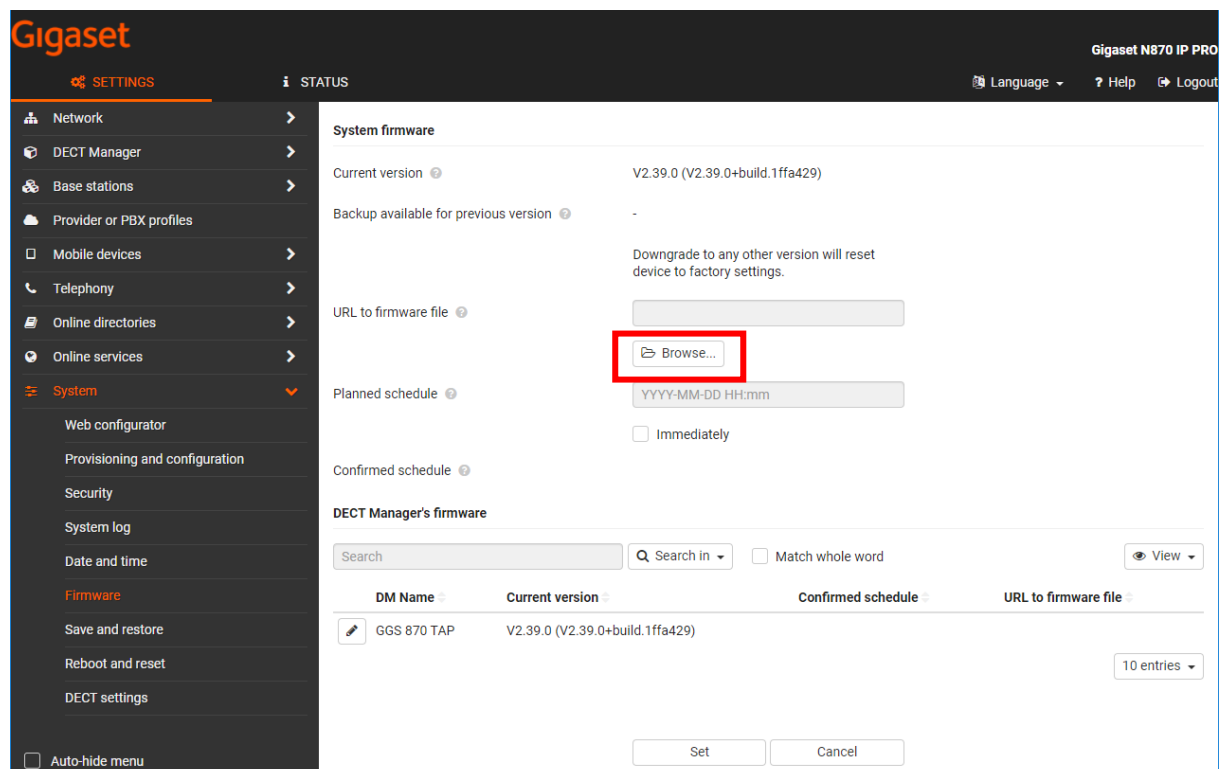 Gigaset
Gigaset N870 IP PRO
SETTINGS
STATUS
Language
? Help
Logout
Network
DECT Manager
Base stations
Provider or PBX profiles
Mobile devices
Telephony
Online directories
Online services
System
Web configurator
Provisioning and configuration
Security
System log
Date and time
Firmware
Save and restore
Reboot and reset
DECT settings
Auto-hide menu
System firmware
Current version
V2.39.0 (V2.39.0+build.1ffa429)
Backup available for previous version
-
Downgrade to any other version will reset
device to factory settings.
URL to firmware file
Browse...
Planned schedule
YYYY-MM-DD HH:mm
Immediately
Confirmed schedule
DECT Manager's firmware
Search
Search in
Match whole word
View
DM Name
Current version
Confirmed schedule
URL to firmware file
GGS 870 TAP
V2.39.0 (V2.39.0+build.1ffa429)
10 entries
Set
Cancel